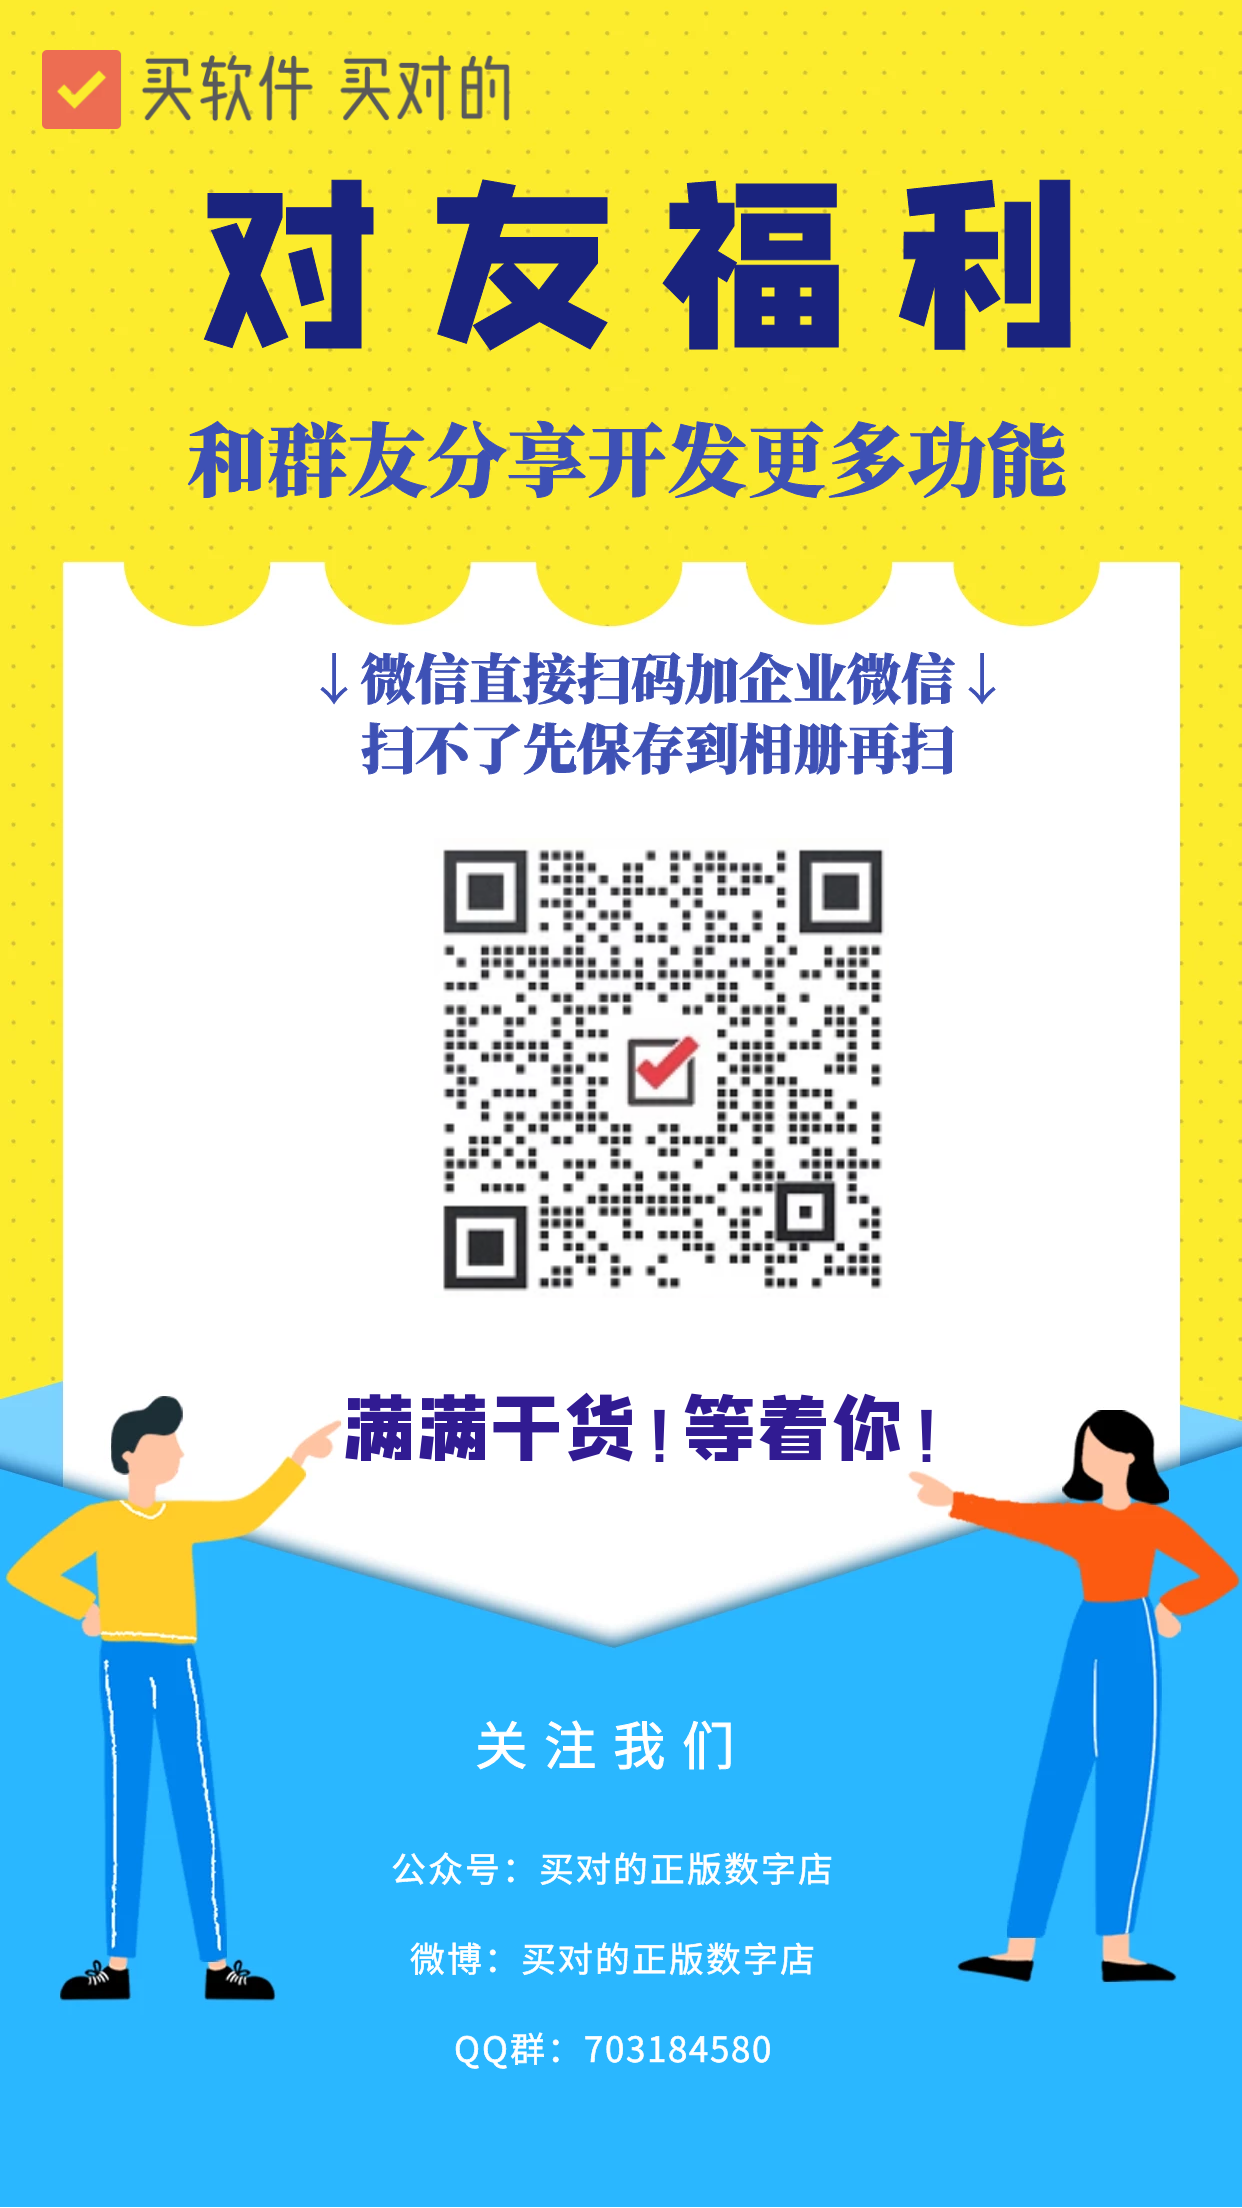 买软件 买对的
对友福利
和群友分享开发更多功能
↓微信直接扫码加企业微信↓
扫不了先保存到相册再扫
满满干货!等着你!
关注我们
公众号：买对的正版数字店
微博：买对的正版数字店
QQ群：703184580